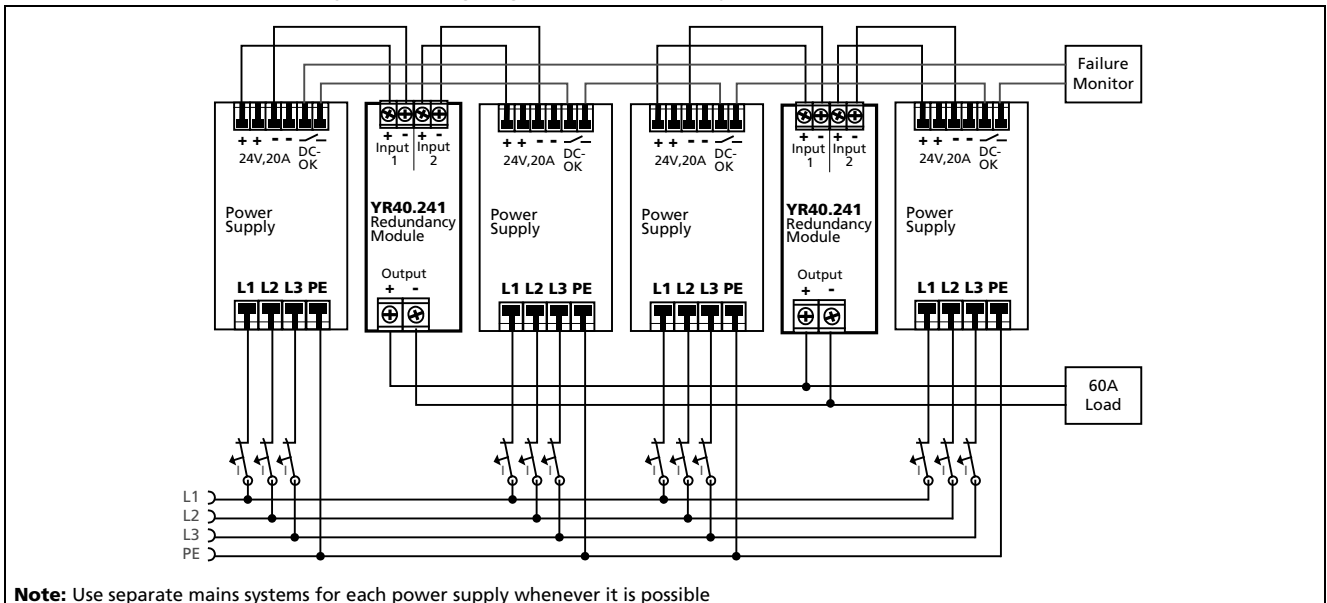 Failure
Monitor
+ + - -
24V,20A
DC-
OK
Power
Supply
L1 L2 L3 PE
+ - + -
Input
1
Input
2
YR40.241
Redundancy
Module
Output
+ -
+ + - -
24V,20A
DC-
OK
Power
Supply
L1 L2 L3 PE
+ + - -
24V,20A
DC-
OK
Power
Supply
L1 L2 L3 PE
+ - + -
Input
1
Input
2
YR40.241
Redundancy
Module
Output
+ -
+ + - -
24V,20A
DC-
OK
Power
Supply
L1 L2 L3 PE
60A
Load
I I I
I I I
I I I
I I I
L1
L2
L3
PE
Note: Use separate mains systems for each power supply whenever it is possible